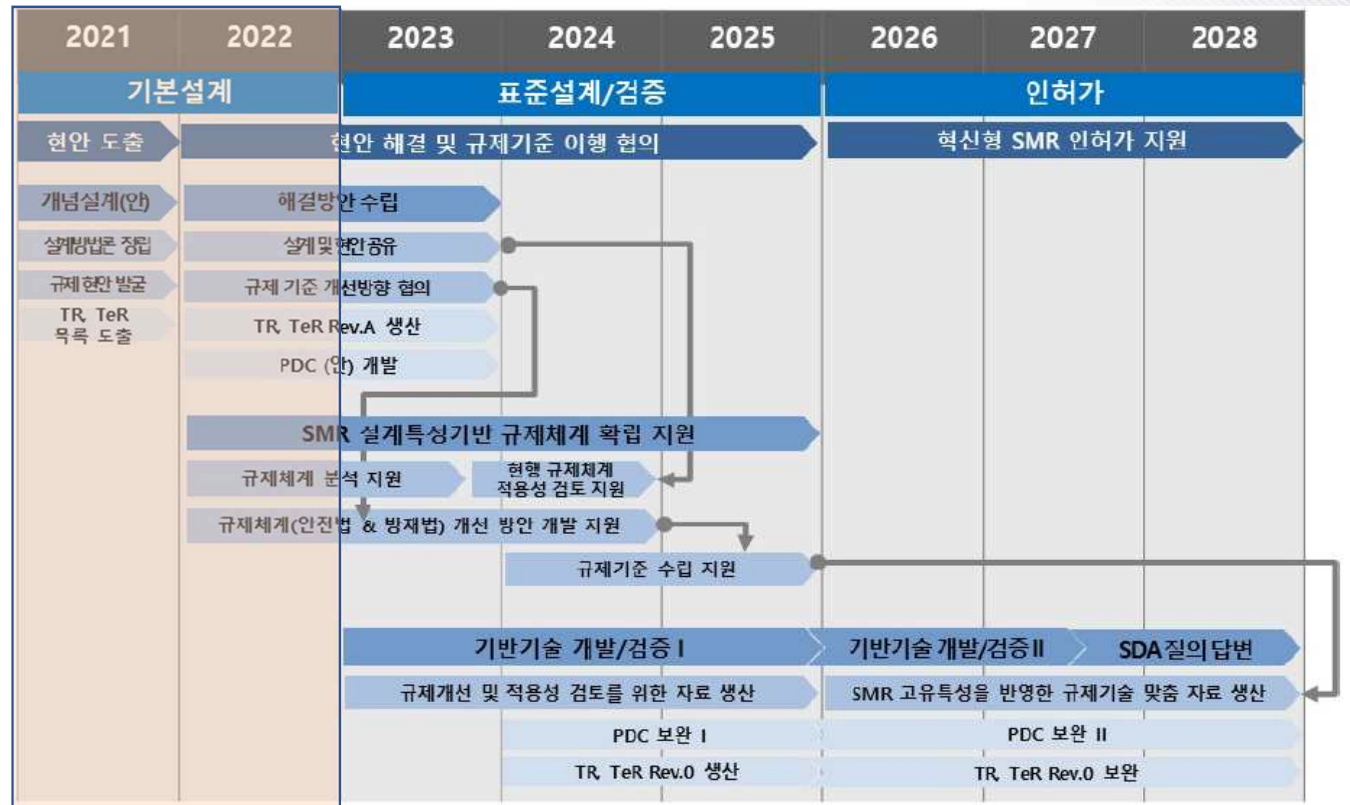 2021 2022 2023 2024 2025 2026 2027 2028
기본설계 표준설계/검증 인허가
현안 도출 현안 해결 및 규제기준 이행 협의 혁신형 SMR 인허가 지원
개념설계(안) 해결방안 수립
설계방법론 정립 설계 및 현안 공유
규제 현안 발굴 규제 기준 개선방향 협의
TR, TeR
목록 도출
TR, TeR Rev.A 생산
PDC (안) 개발
SMR 설계특성기반 규제체계 확립 지원
규제체계 분석 지원
현행 규제체계
적용성 검토 지원
규제체계(안전법 & 방재법) 개선 방안 개발 지원
규제기준 수립 지원
기반기술 개발/검증 I 기반기술 개발/검증 II SDA 질의 답변
규제개선 및 적용성 검토를 위한 자료 생산 SMR 고유특성을 반영한 규제기술 맞춤 자료 생산
PDC 보완 I PDC 보완 II
TR, TeR Rev.0 생산 TR, TeR Rev.0 보완